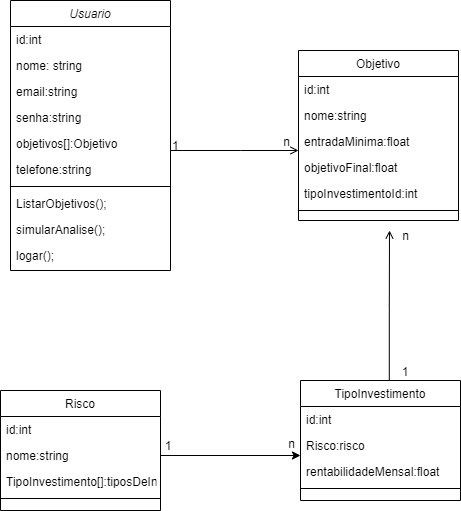 Usuario
id:int
nome: string
email:string
senha:string
objetivos[]:Objetivo
telefone:string
ListarObjetivos();
simularAnalise();
logar();
1
n
Objetivo
id:int
nome:string
entradaMinima:float
objetivoFinal:float
tipoInvestimentoId:int
n
1
Risco
id:int
nome:string
TipoInvestimento[]:tiposDeIn
1
n
TipoInvestimento
id:int
Risco:risco
rentabilidadeMensal:float